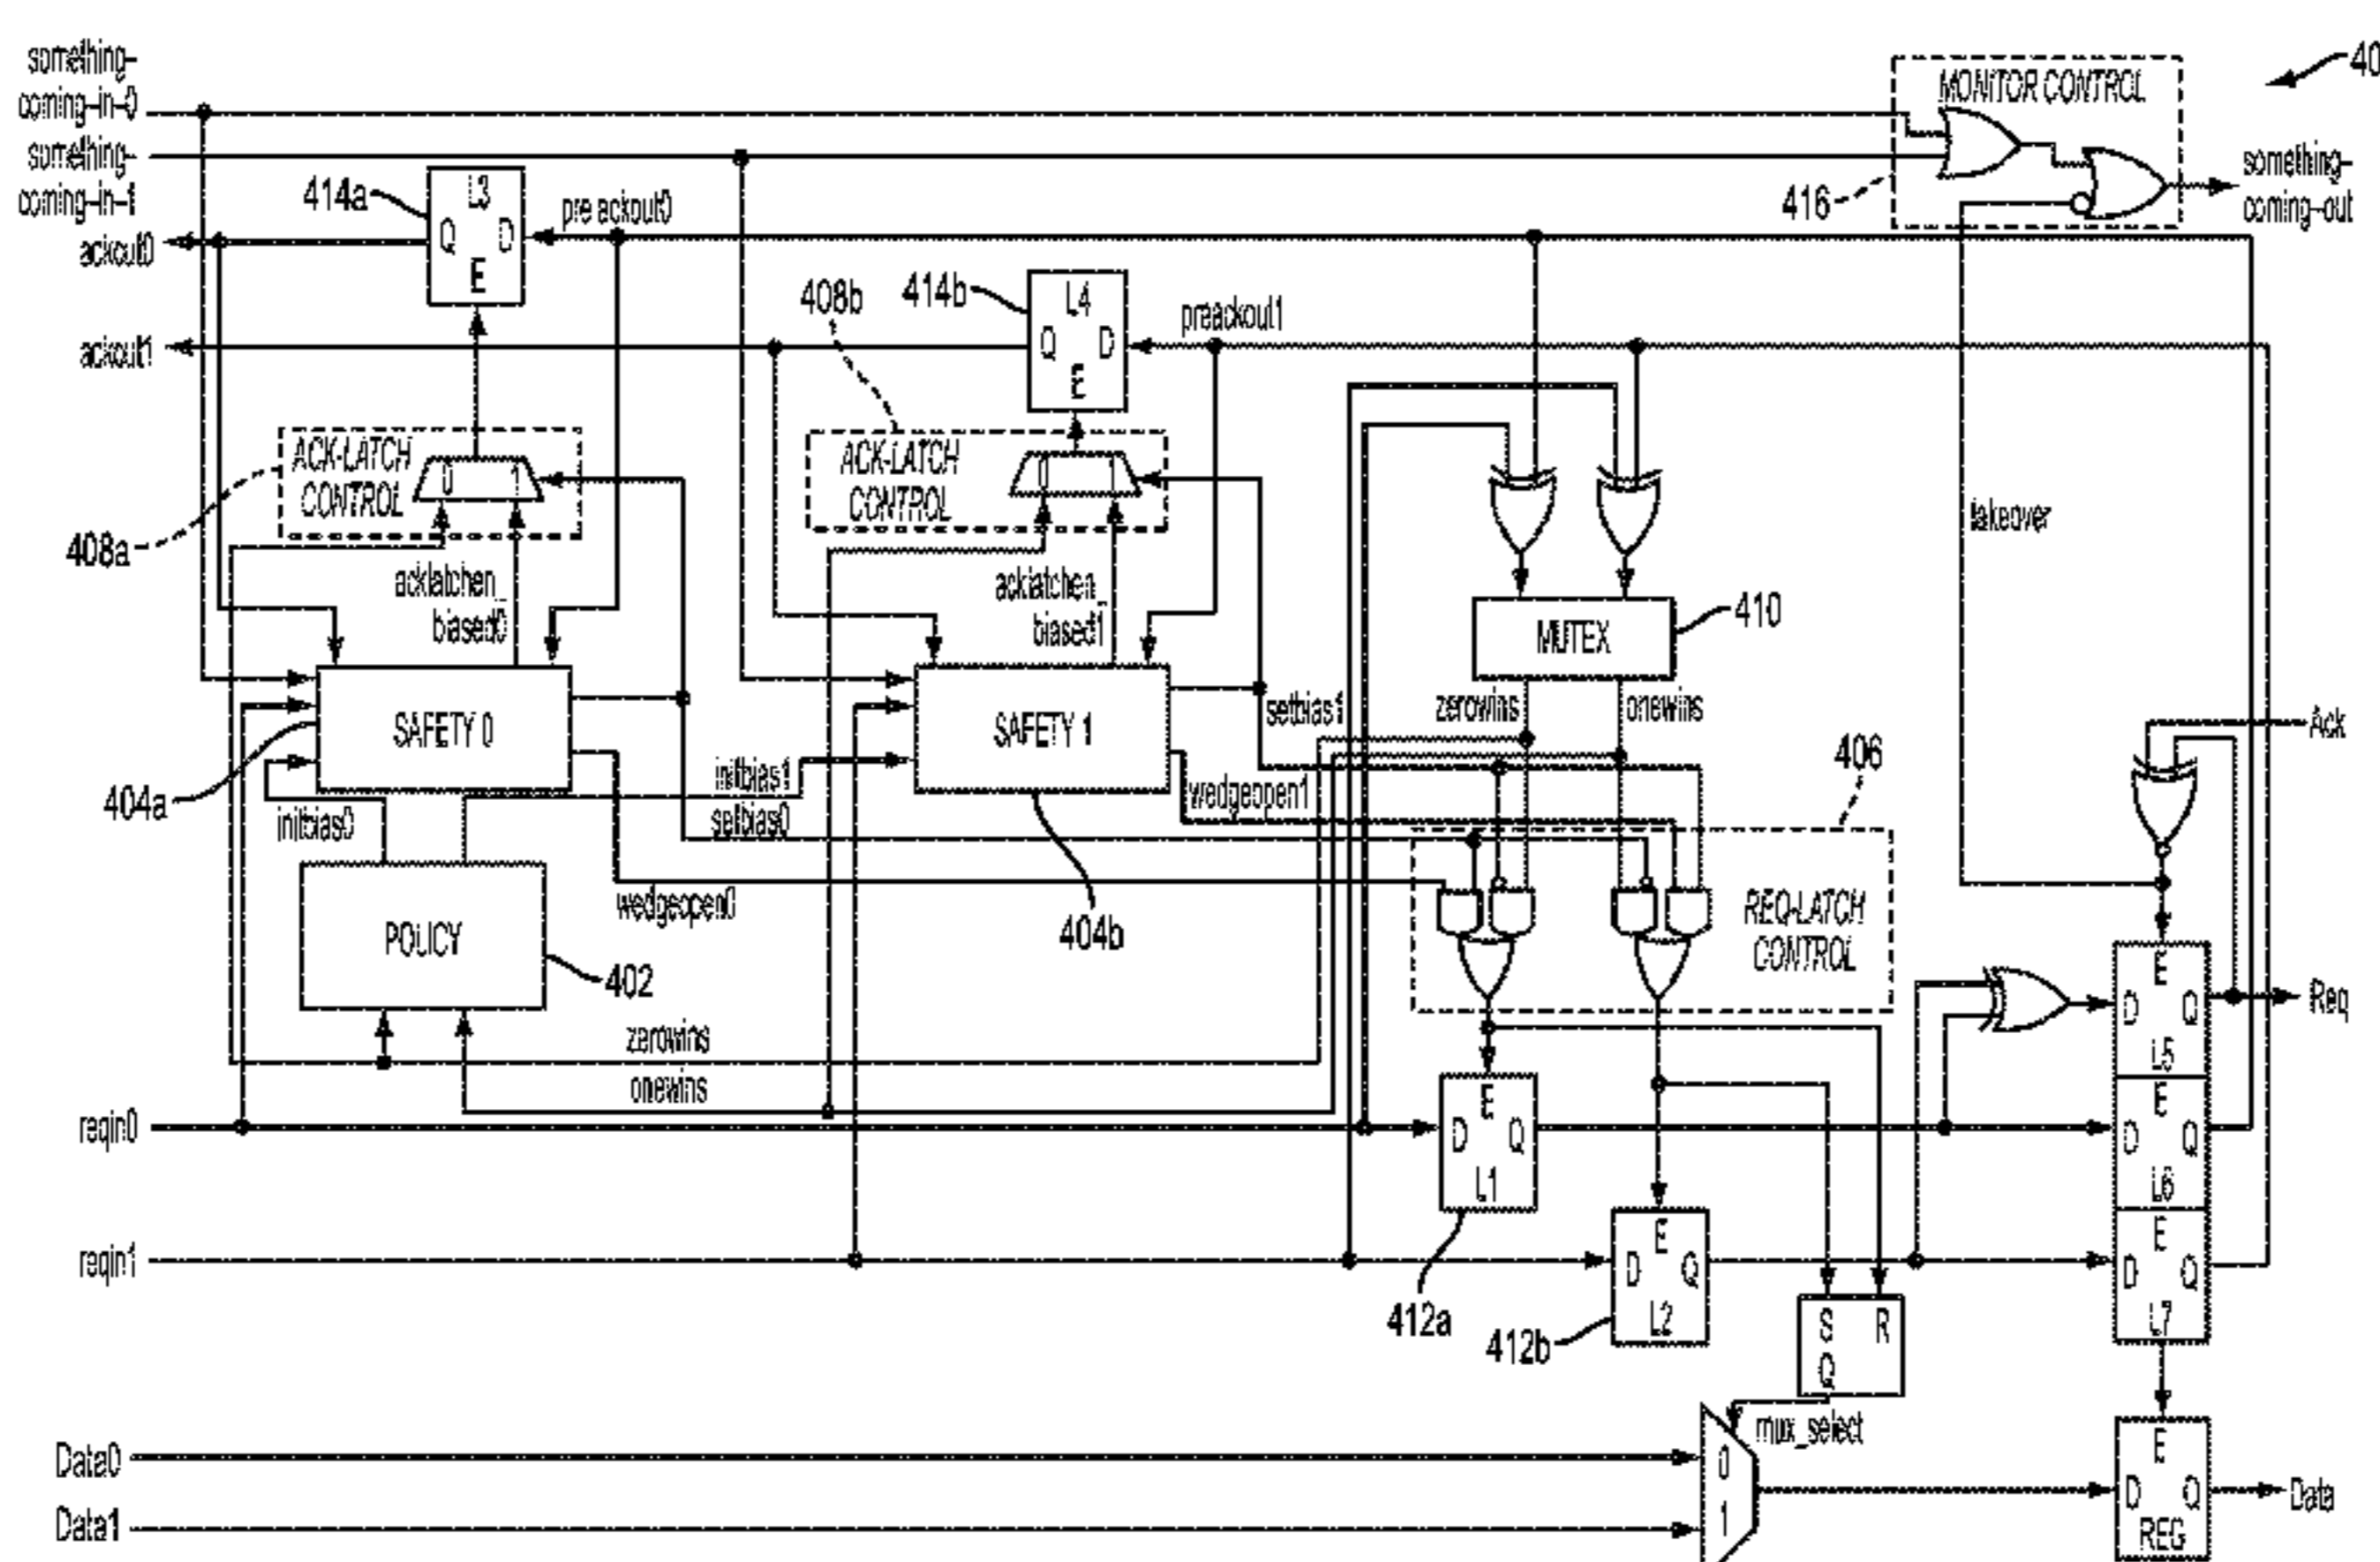 something-
coming-in-0
something-
coming-in-1
ackout0
ackout1
414a
L3
Q D
E
pre ackout0
408b
414b
L4
Q D
E
preackout1
MONITOR CONTROL
416
40
something-
coming-out
ACK-LATCH
CONTROL
0 1
408a
acklatchen_
biased0
ACK-LATCH
CONTROL
0 1
acklatchen_
biased1
takeover
MUTEX
410
zerowins
onewins
SAFETY 0
404a
initbias0
SAFETY 1
404b
initbias1
setbias0
setbias1
wedgeopen1
wedgeopen0
406
REQ-LATCH
CONTROL
Ack
POLICY
402
zerowins
onewins
reqin0
reqin1
E
D Q
L1
412a
E
D Q
L2
412b
S R
Q
mux_select
E
D Q
L5
Req
E
D Q
L6
E
D Q
L7
Data0
Data1
0
1
E
D Q
REG
Data